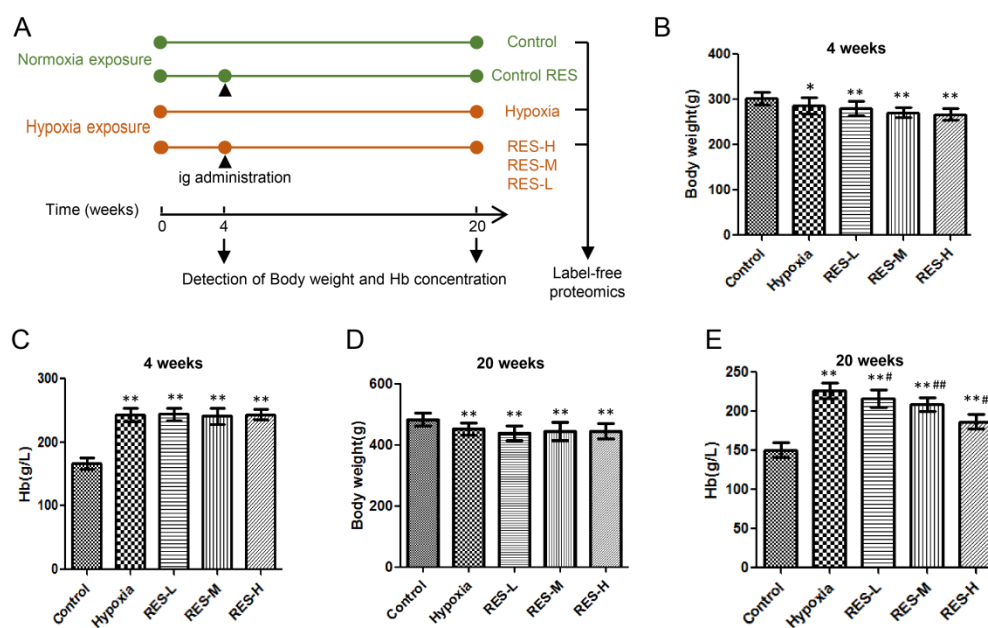 A
Normoxia exposure
Control
Control RES
Hypoxia exposure
Hypoxia
RES-H
RES-M
RES-L
ig administration
Time (weeks)
0
4
20
Detection of Body weight and Hb concentration
Label-free
proteomics
B
4 weeks
Body weight(g)
400
300
200
100
0
* ** ** **
Control Hypoxia RES-L RES-M RES-H
C
4 weeks
Hb(g/L)
300
200
100
0
** ** ** **
Control Hypoxia RES-L RES-M RES-H
D
20 weeks
Body weight(g)
600
400
200
0
** ** ** **
Control Hypoxia RES-L RES-M RES-H
E
20 weeks
Hb(g/L)
250
200
150
100
50
0
** **# **## **#
Control Hypoxia RES-L RES-M RES-H